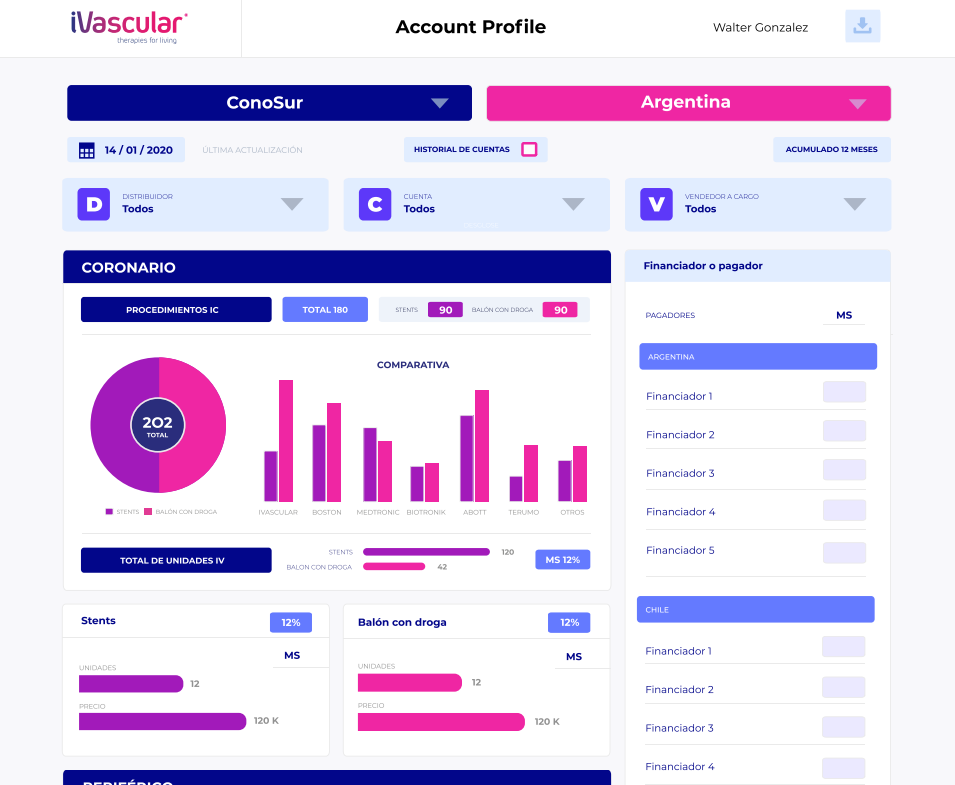 iVascular
therapies for living
Account Profile
Walter Gonzalez
ConoSur
Argentina
14 / 01 / 2020
ÚLTIMA ACTUALIZACIÓN
HISTORIAL DE CUENTAS
ACUMULADO 12 MESES
D
DISTRIBUIDOR
Todos
C
CUENTA
Todos
V
VENDEDOR A CARGO
Todos
CORONARIO
PROCEDIMIENTOS IC
TOTAL 180
STENTS
90
BALÓN CON DROGA
90
2O2
TOTAL
STENTS
BALÓN CON DROGA
COMPARATIVA
IVASCULAR
BOSTON
MEDTRONIC
BIOTRONIK
ABOTT
TERUMO
OTROS
TOTAL DE UNIDADES IV
STENTS
120
BALON CON DROGA
42
MS 12%
Stents
12%
MS
UNIDADES
12
PRECIO
120 K
Balón con droga
12%
MS
UNIDADES
12
PRECIO
120 K
Financiador o pagador
PAGADORES
MS
ARGENTINA
Financiador 1
Financiador 2
Financiador 3
Financiador 4
Financiador 5
CHILE
Financiador 1
Financiador 2
Financiador 3
Financiador 4